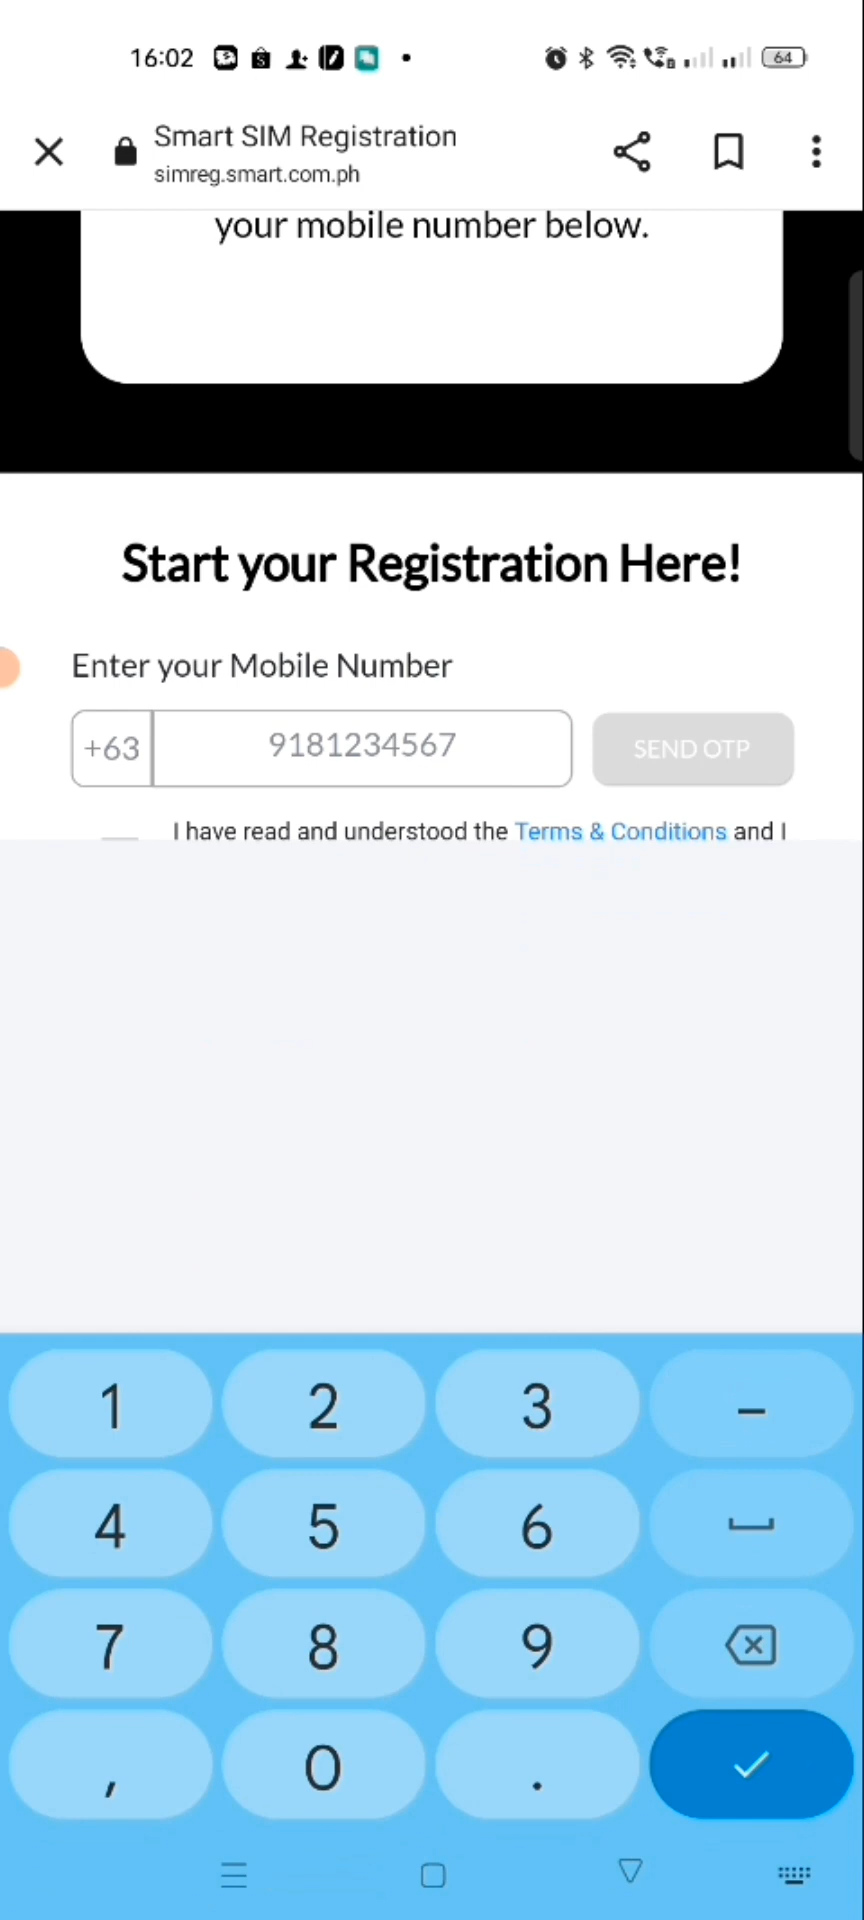 16:02
64
Smart SIM Registration
simreg.smart.com.ph
your mobile number below.
Start your Registration Here!
Enter your Mobile Number
+63 9181234567 SEND OTP
I have read and understood the Terms & Conditions and I
1 2 3 –
4 5 6
7 8 9
, 0 .